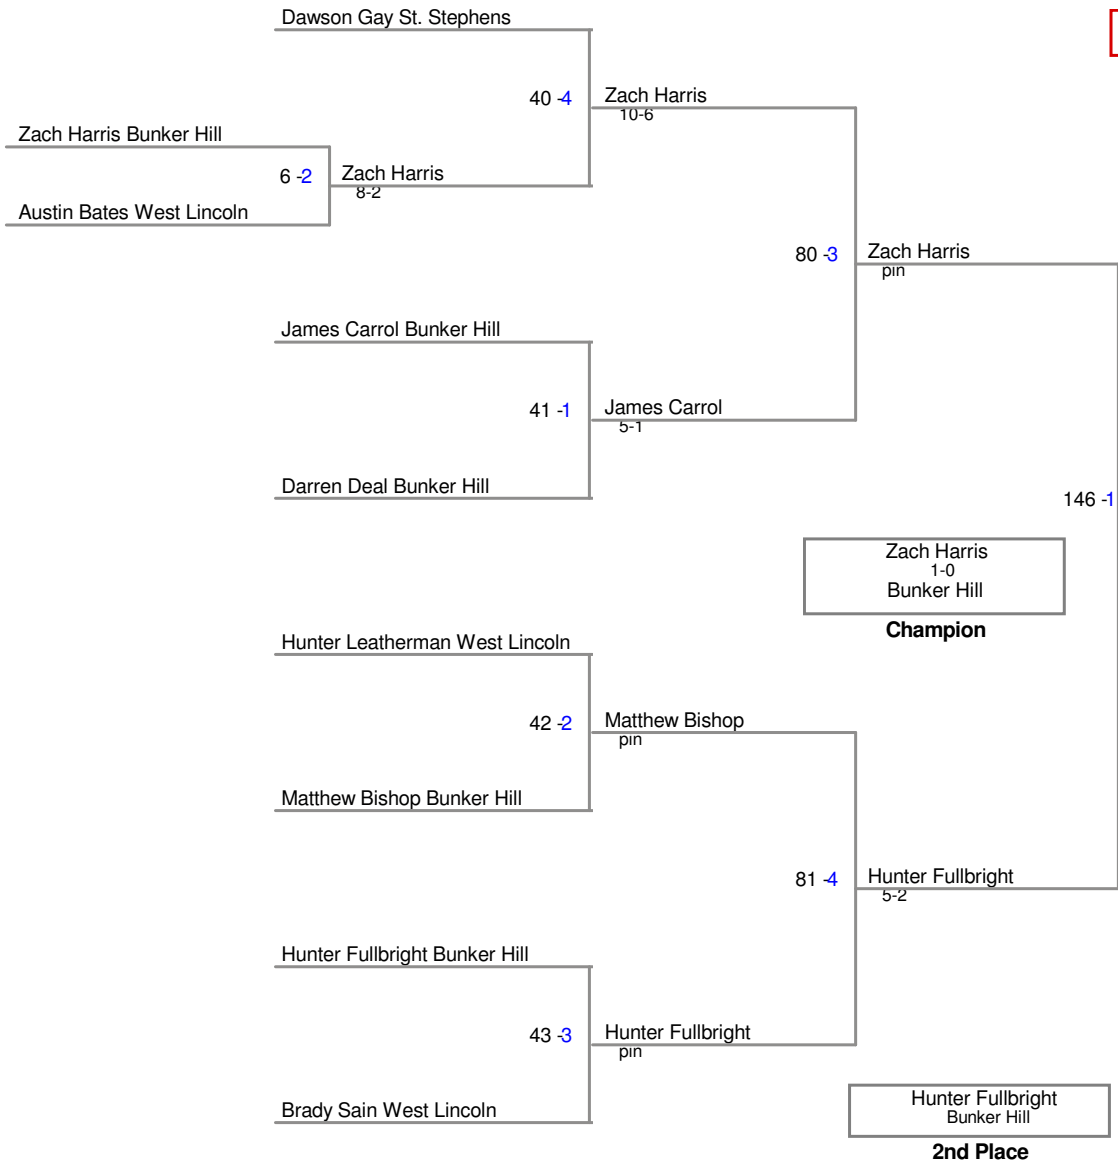 Dawson Gay St. Stephens
40 -4
Zach Harris
10-6
Zach Harris Bunker Hill
6 -2
Zach Harris
8-2
Austin Bates West Lincoln
80 -3
Zach Harris
pin
James Carrol Bunker Hill
41 -1
James Carrol
5-1
Darren Deal Bunker Hill
146 -1
Zach Harris
1-0
Bunker Hill
Champion
Hunter Leatherman West Lincoln
42 -2
Matthew Bishop
pin
Matthew Bishop Bunker Hill
81 -4
Hunter Fullbright
5-2
Hunter Fullbright Bunker Hill
43 -3
Hunter Fullbright
pin
Brady Sain West Lincoln
Hunter Fullbright
Bunker Hill
2nd Place